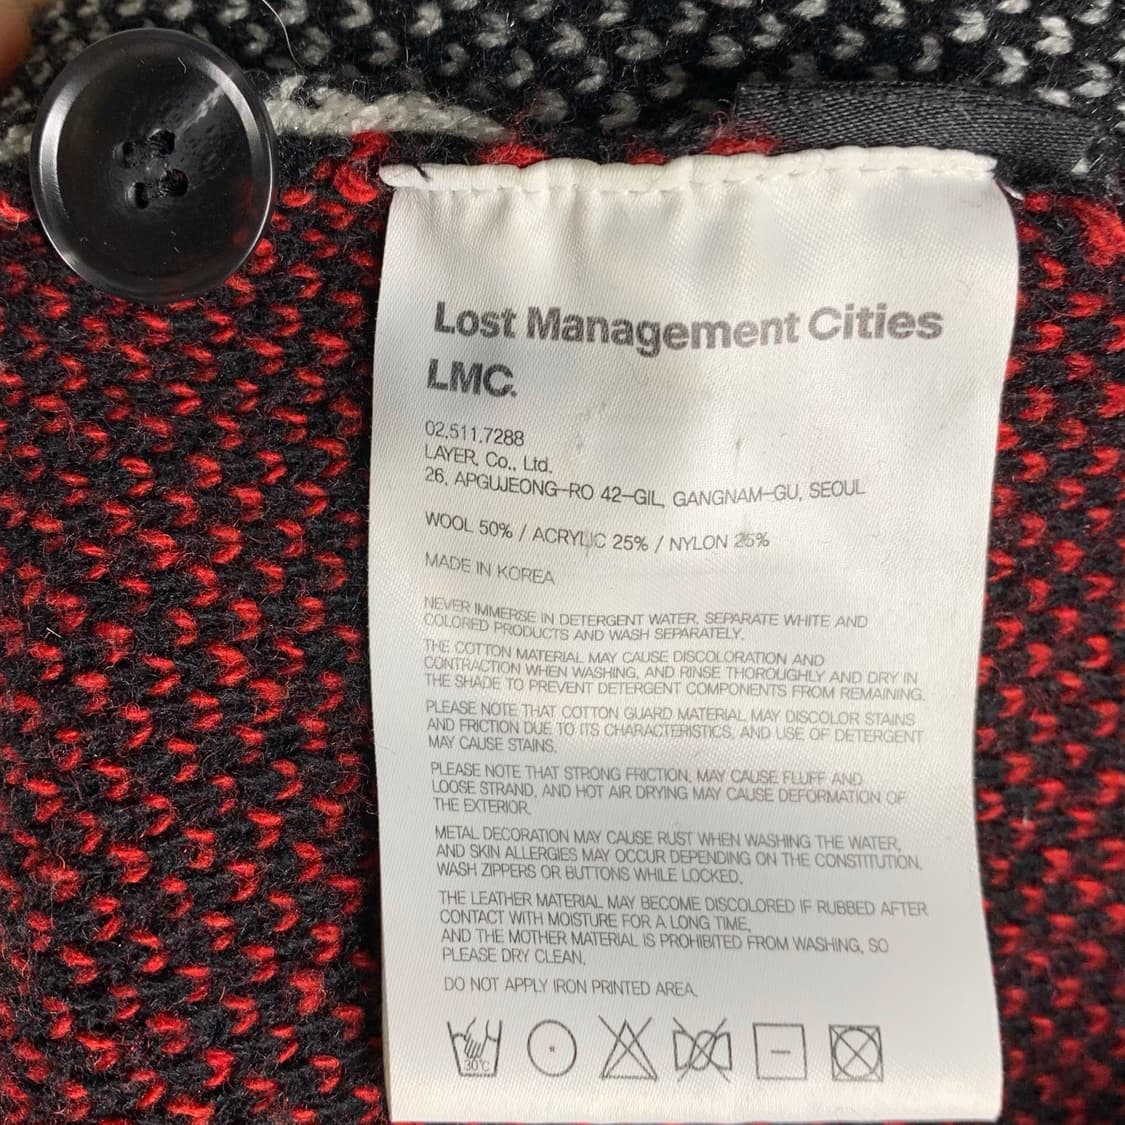 Lost Management Cities
LMC.
02.511.7288
LAYER, Co., Ltd.
26, APGUJEONG-RO 42-GIL, GANGNAM-GU, SEOUL
WOOL 50% / ACRYLIC 25% / NYLON 25%
MADE IN KOREA
NEVER IMMERSE IN DETERGENT WATER, SEPARATE WHITE AND
COLORED PRODUCTS AND WASH SEPARATELY.
THE COTTON MATERIAL MAY CAUSE DISCOLORATION AND
CONTRACTION WHEN WASHING, AND RINSE THOROUGHLY AND DRY IN
THE SHADE TO PREVENT DETERGENT COMPONENTS FROM REMAINING.
PLEASE NOTE THAT COTTON GUARD MATERIAL MAY DISCOLOR STAINS
AND FRICTION DUE TO ITS CHARACTERISTICS, AND USE OF DETERGENT
MAY CAUSE STAINS.
PLEASE NOTE THAT STRONG FRICTION, MAY CAUSE FLUFF AND
LOOSE STRAND, AND HOT AIR DRYING MAY CAUSE DEFORMATION OF
THE EXTERIOR.
METAL DECORATION MAY CAUSE RUST WHEN WASHING THE WATER,
AND SKIN ALLERGIES MAY OCCUR DEPENDING ON THE CONSTITUTION.
WASH ZIPPERS OR BUTTONS WHILE LOCKED.
THE LEATHER MATERIAL MAY BECOME DISCOLORED IF RUBBED AFTER
CONTACT WITH MOISTURE FOR A LONG TIME,
AND THE MOTHER MATERIAL IS PROHIBITED FROM WASHING, SO
PLEASE DRY CLEAN.
DO NOT APPLY IRON PRINTED AREA.
30℃